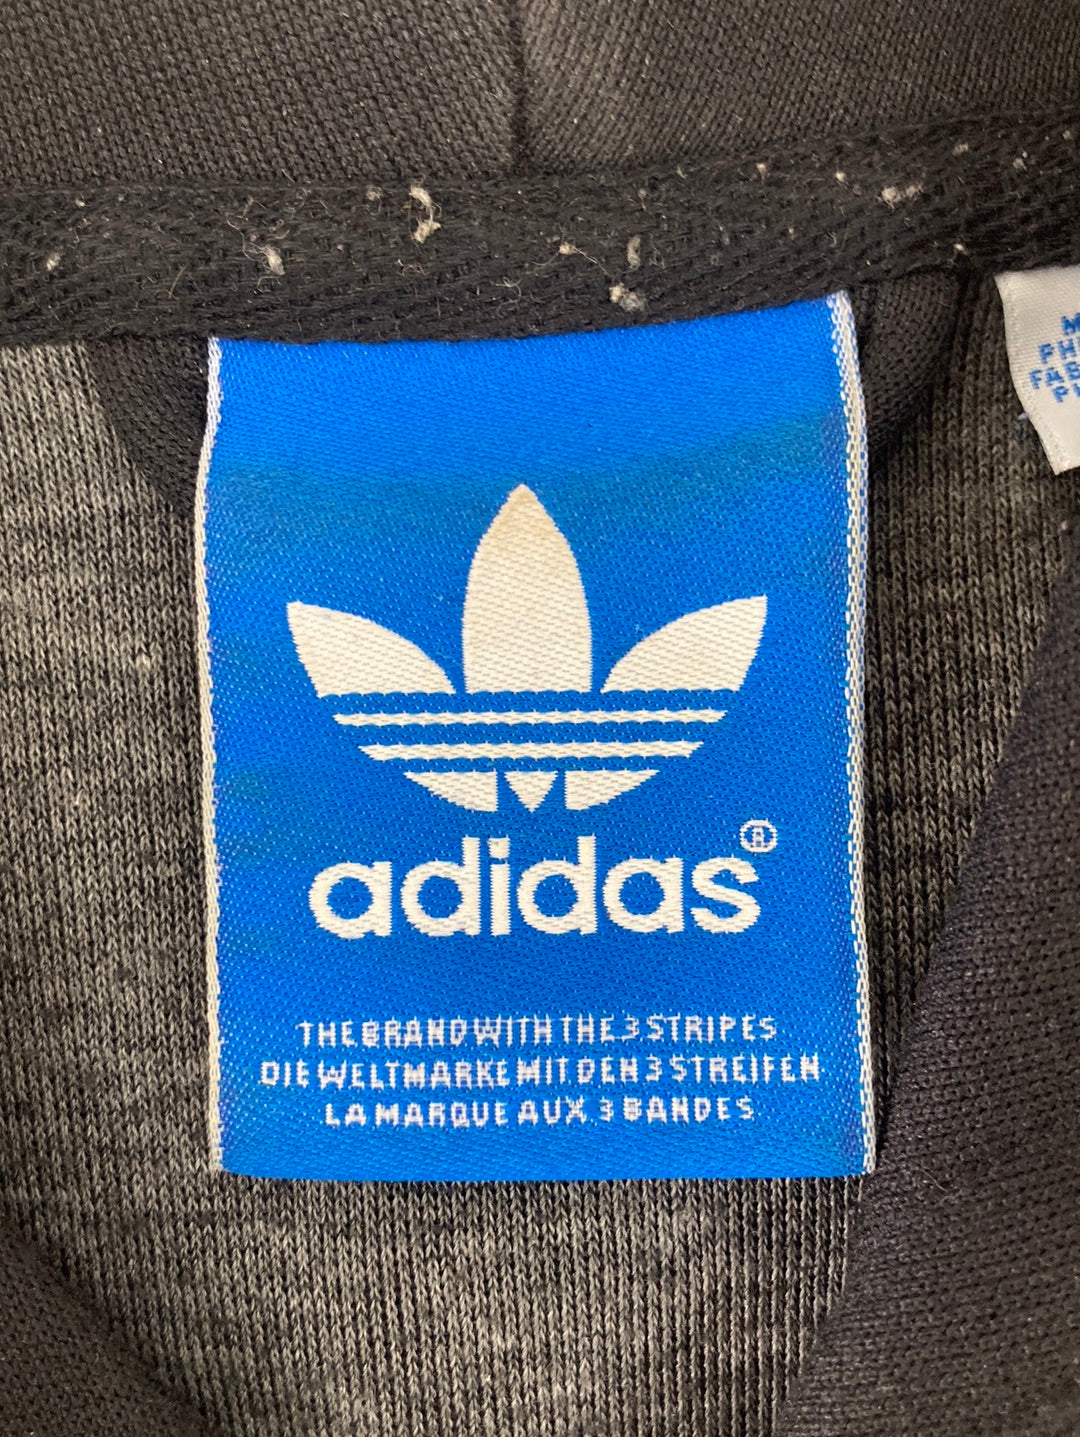 adidas®
THE BRAND WITH THE 3 STRIPES
DIE WELTMARKE MIT DEN 3 STREIFEN
LA MARQUE AUX 3 BANDES